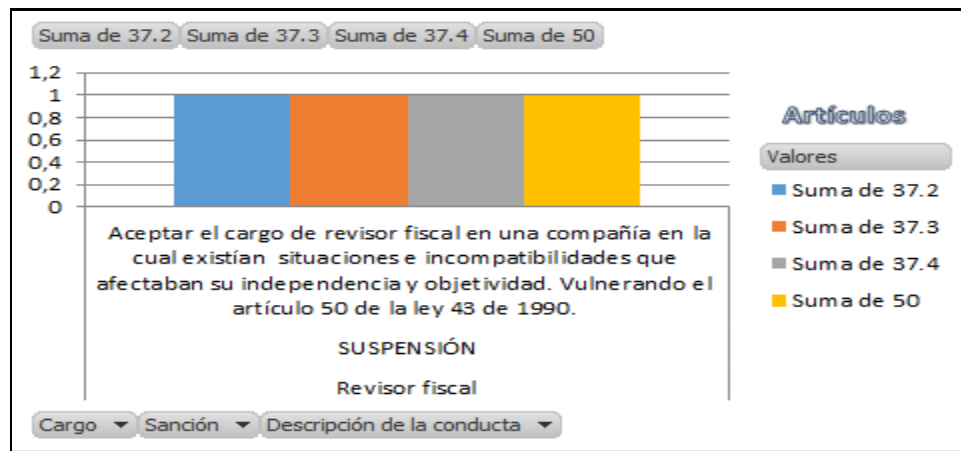 Suma de 37.2 Suma de 37.3 Suma de 37.4 Suma de 50
1,2
1
0,8
0,6
0,4
0,2
0
Aceptar el cargo de revisor fiscal en una compañía en la
cual existían situaciones e incompatibilidades que
afectaban su independencia y objetividad. Vulnerando el
artículo 50 de la ley 43 de 1990.
SUSPENSIÓN
Revisor fiscal
Artículos
Valores
Suma de 37.2
Suma de 37.3
Suma de 37.4
Suma de 50
Cargo Sanción Descripción de la conducta